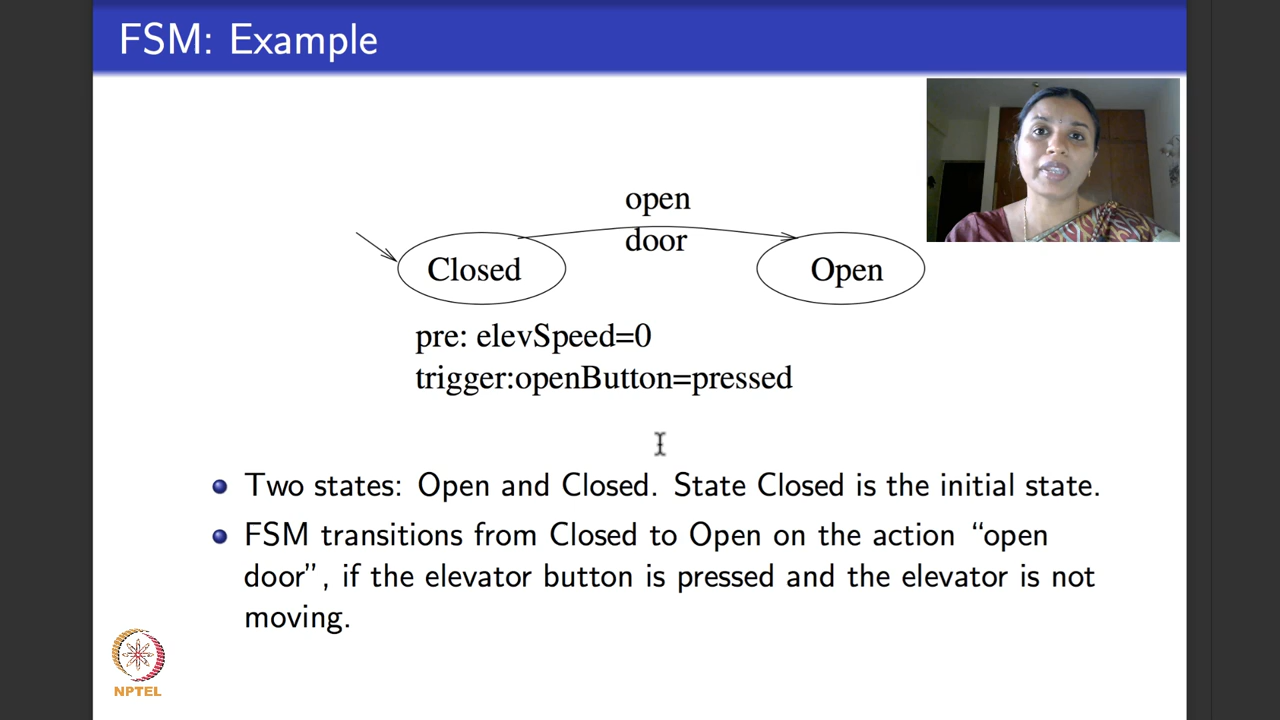 FSM: Example
open
door
Closed
Open
pre: elevSpeed=0
trigger:openButton=pressed
Two states: Open and Closed. State Closed is the initial state.
FSM transitions from Closed to Open on the action “open
door”, if the elevator button is pressed and the elevator is not
moving.
NPTEL